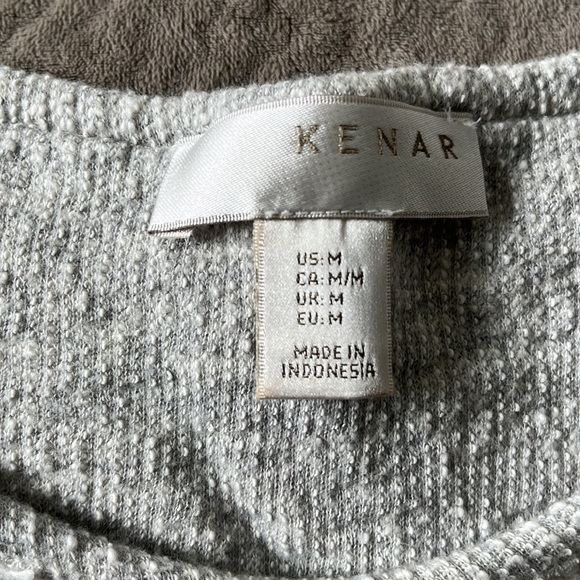 KENAR
US:M
CA:M/M
UK:M
EU:M
MADE IN
INDONESIA